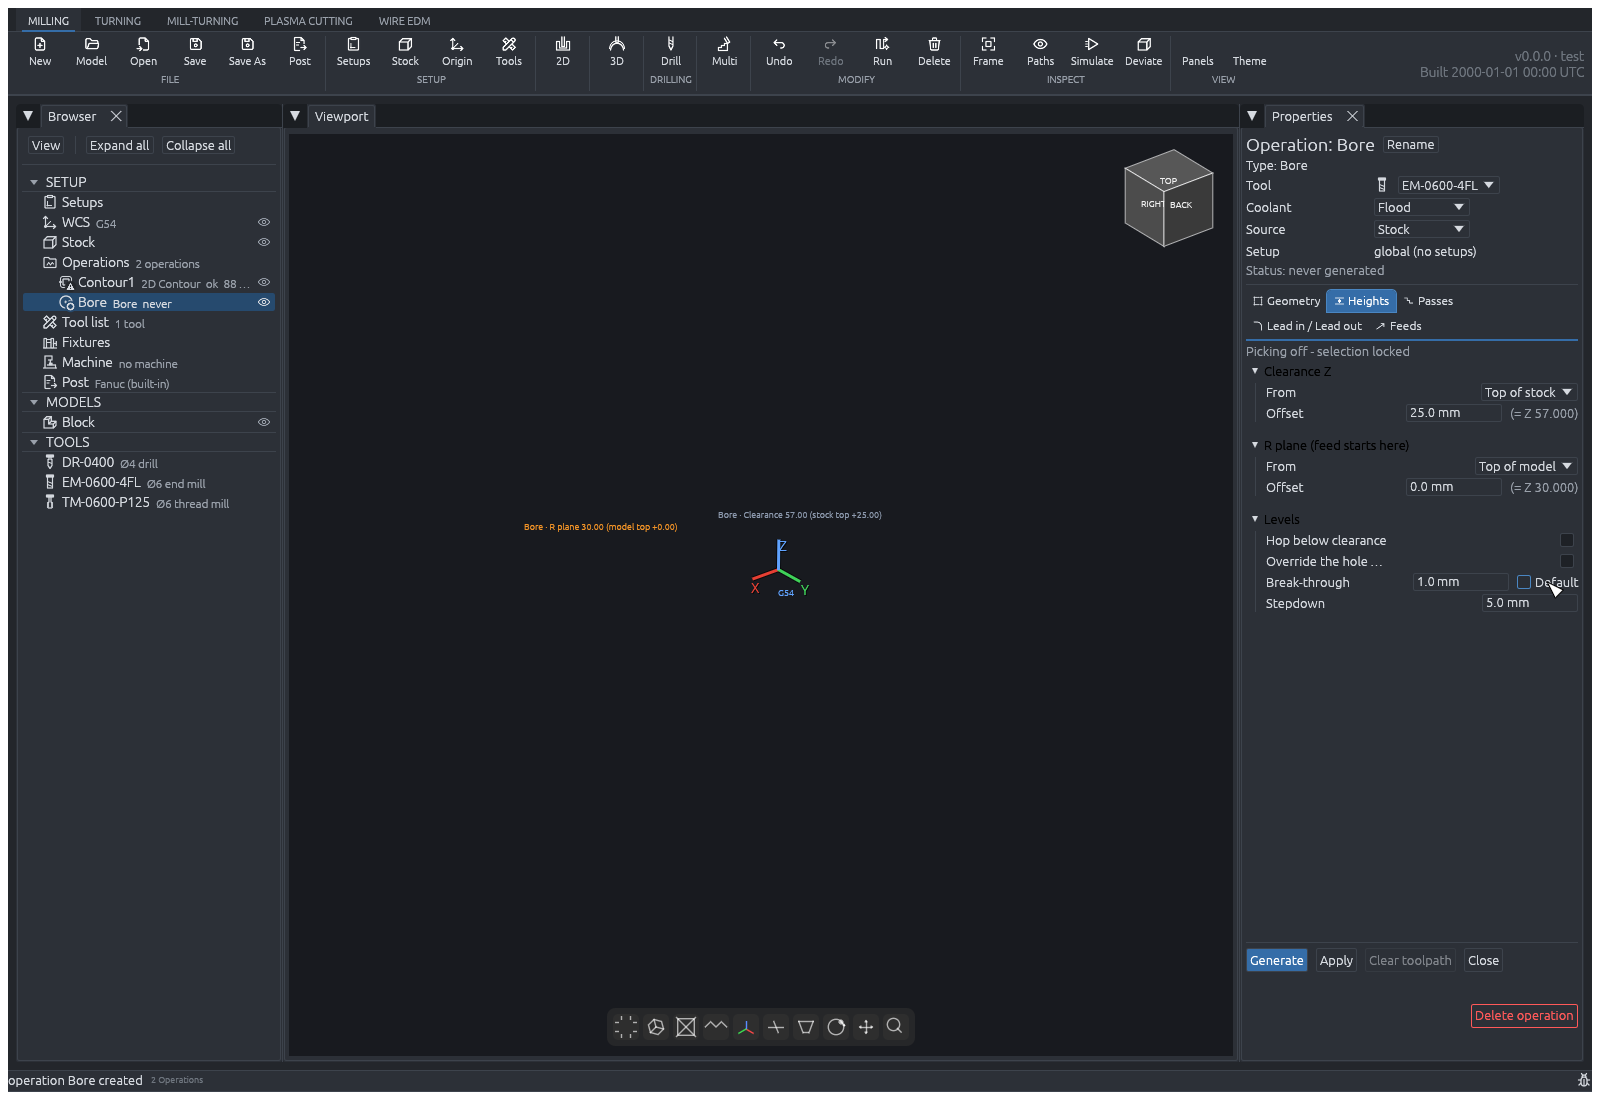 MILLING TURNING MILL-TURNING PLASMA CUTTING WIRE EDM
New Model Open Save Save As Post Setups Stock Origin Tools 2D 3D Drill Multi Undo Redo Run Delete Frame Paths Simulate Deviate Panels Theme
FILE SETUP DRILLING MODIFY INSPECT VIEW
v0.0.0 · test
Built 2000-01-01 00:00 UTC
Browser
View Expand all Collapse all
SETUP
Setups
WCS G54
Stock
Operations 2 operations
Contour1 2D Contour ok 88 ...
Bore Bore never
Tool list 1 tool
Fixtures
Machine no machine
Post Fanuc (built-in)
MODELS
Block
TOOLS
DR-0400 Ø4 drill
EM-0600-4FL Ø6 end mill
TM-0600-P125 Ø6 thread mill
Viewport
TOP
RIGHT BACK
Bore · Clearance 57.00 (stock top +25.00)
Bore · R plane 30.00 (model top +0.00)
Z
X
Y
G54
Properties
Operation: Bore Rename
Type: Bore
Tool EM-0600-4FL
Coolant Flood
Source Stock
Setup global (no setups)
Status: never generated
Geometry Heights Passes
Lead in / Lead out Feeds
Picking off - selection locked
Clearance Z
From Top of stock
Offset 25.0 mm (= Z 57.000)
R plane (feed starts here)
From Top of model
Offset 0.0 mm (= Z 30.000)
Levels
Hop below clearance
Override the hole ...
Break-through 1.0 mm Default
Stepdown 5.0 mm
Generate Apply Clear toolpath Close
Delete operation
operation Bore created 2 Operations